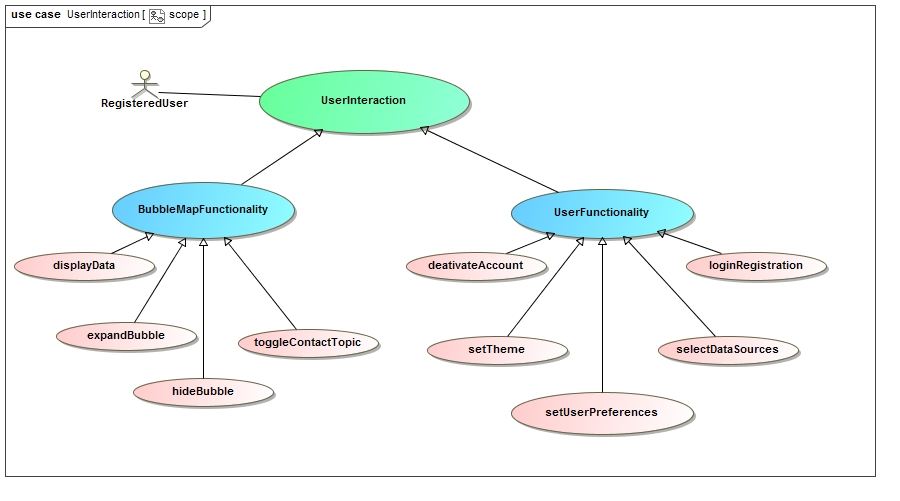 use case UserInteraction [ scope ]
RegisteredUser
UserInteraction
BubbleMapFunctionality
UserFunctionality
displayData
deativateAccount
loginRegistration
expandBubble
toggleContactTopic
setTheme
selectDataSources
hideBubble
setUserPreferences